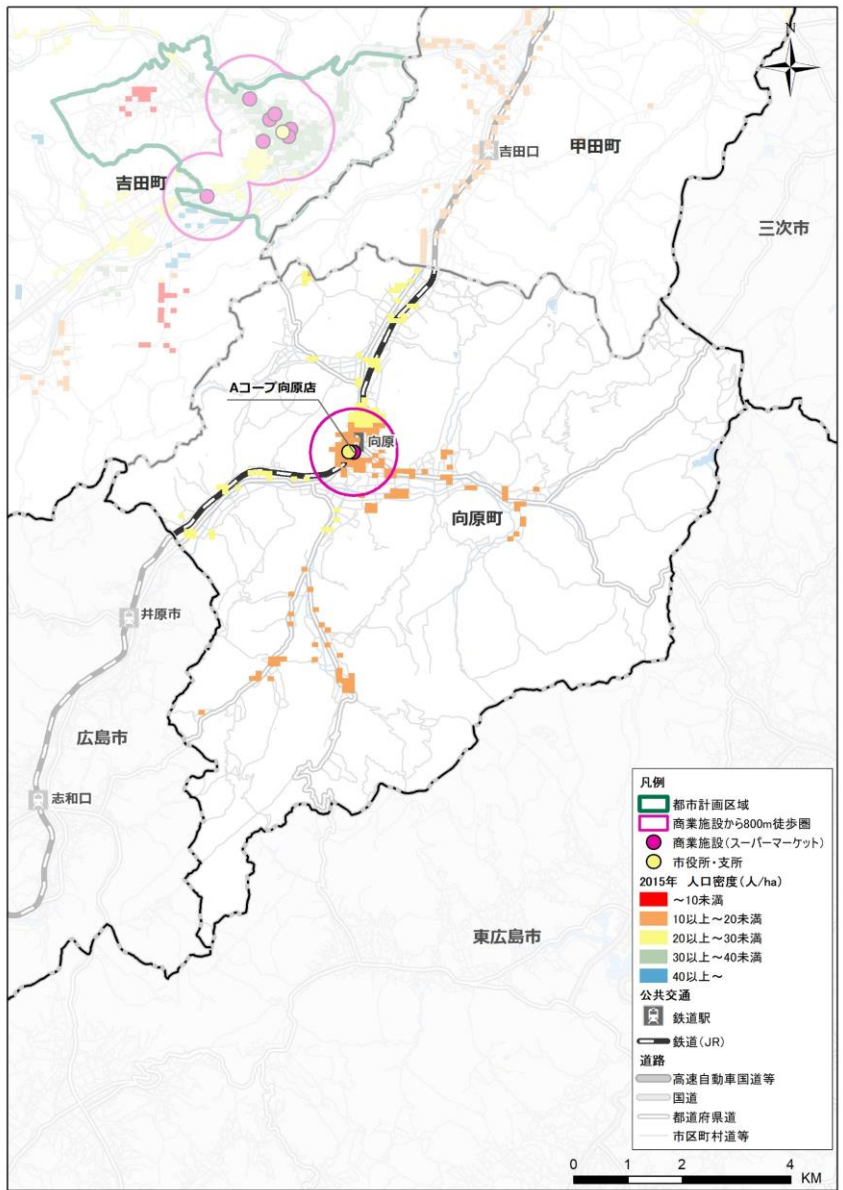 N
吉田口
甲田町
吉田町
三次市
Aコープ向原店
向原
向原町
井原市
広島市
志和口
東広島市
凡例
都市計画区域
商業施設から800m徒歩圏
商業施設(スーパーマーケット)
市役所・支所
2015年 人口密度(人/ha)
~10未満
10以上~20未満
20以上~30未満
30以上~40未満
40以上~
公共交通
鉄道駅
鉄道(JR)
道路
高速自動車国道等
国道
都道府県道
市区町村道等
0 1 2 4
KM